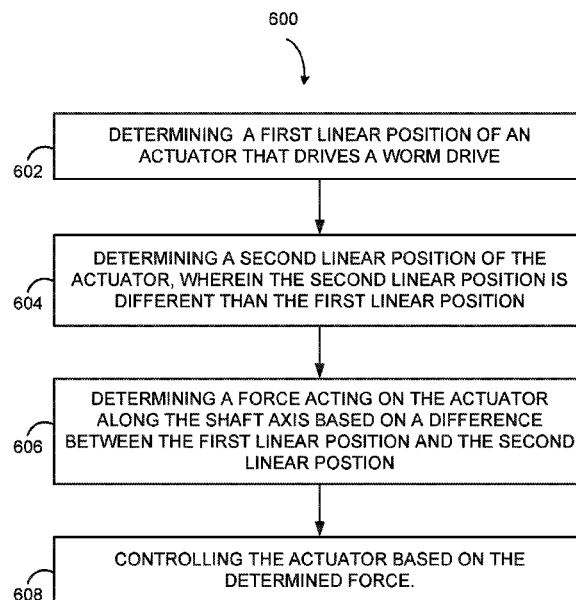 600
DETERMINING A FIRST LINEAR POSITION OF AN
ACTUATOR THAT DRIVES A WORM DRIVE
602
DETERMINING A SECOND LINEAR POSITION OF THE
ACTUATOR, WHEREIN THE SECOND LINEAR POSITION IS
DIFFERENT THAN THE FIRST LINEAR POSITION
604
DETERMINING A FORCE ACTING ON THE ACTUATOR
ALONG THE SHAFT AXIS BASED ON A DIFFERENCE
BETWEEN THE FIRST LINEAR POSITION AND THE SECOND
LINEAR POSTION
606
CONTROLLING THE ACTUATOR BASED ON THE
DETERMINED FORCE.
608